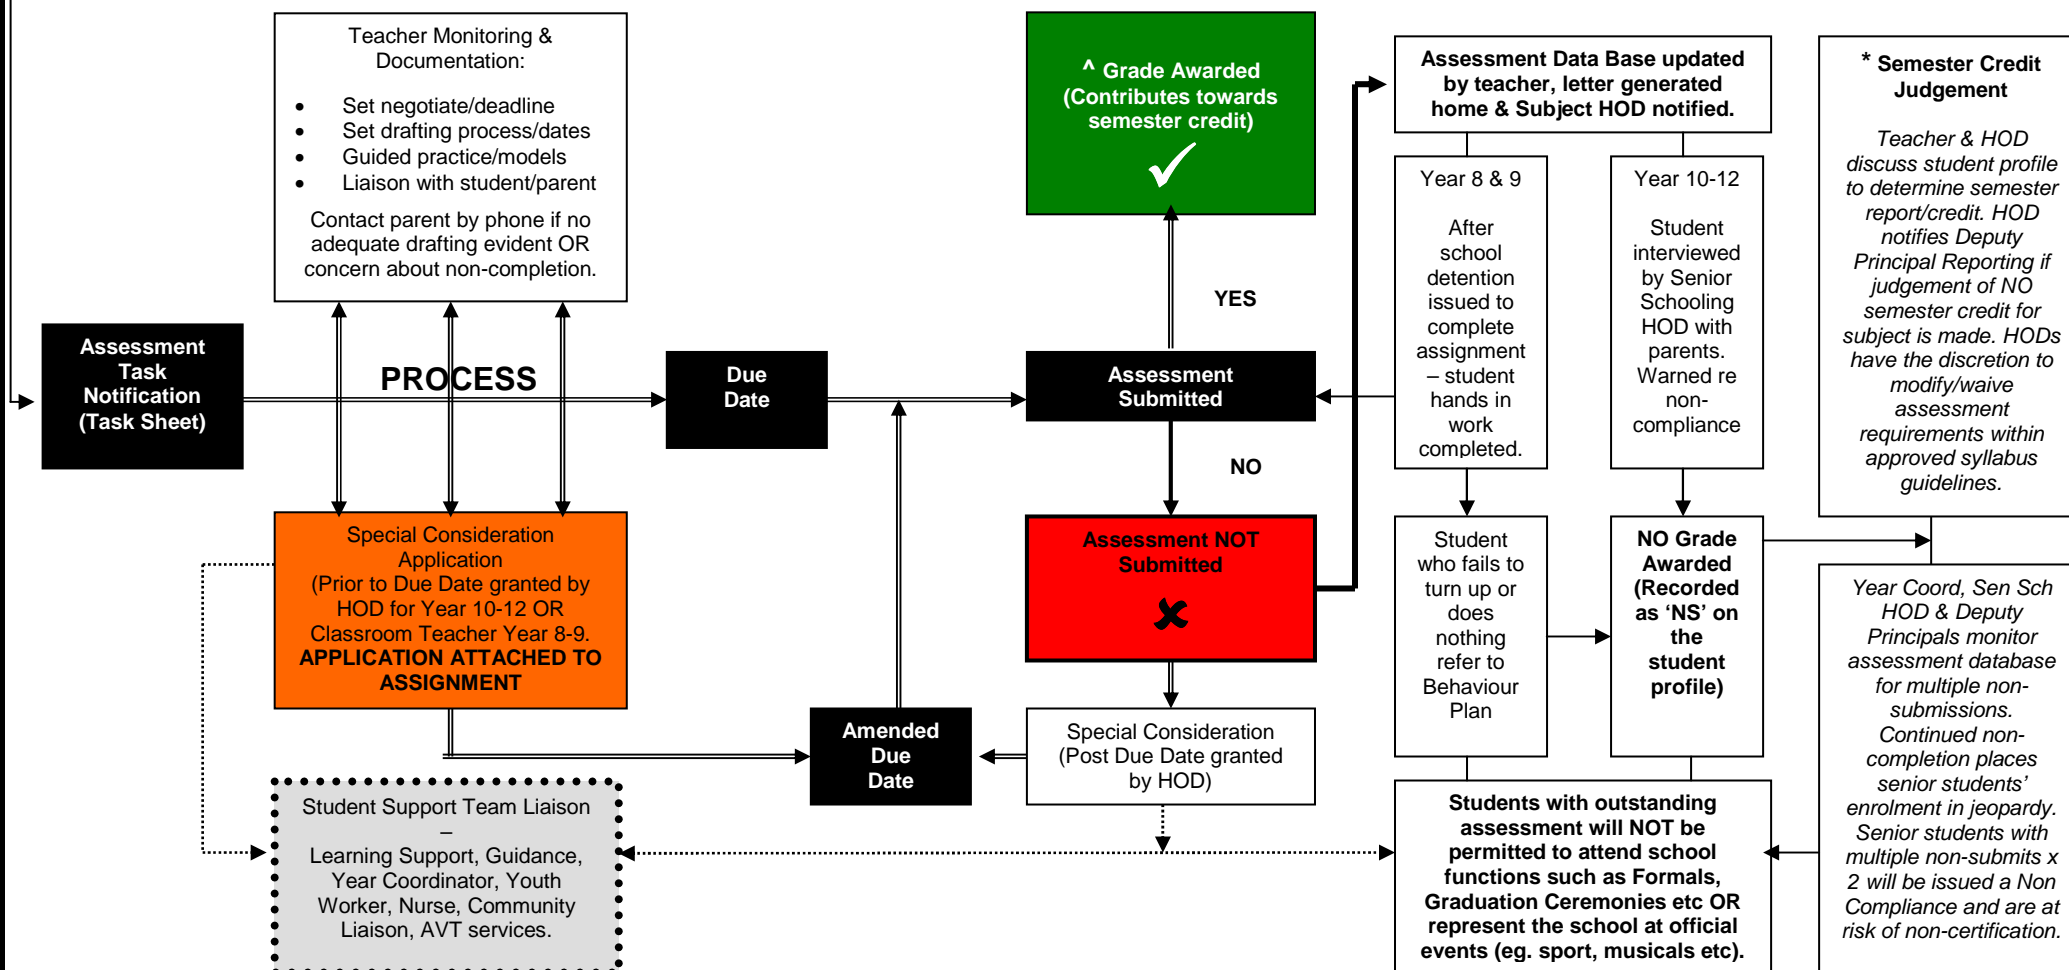 Teacher Monitoring &
Documentation:
• Set negotiate/deadline
• Set drafting process/dates
• Guided practice/models
• Liaison with student/parent
Contact parent by phone if no
adequate drafting evident OR
concern about non-completion.
^ Grade Awarded
(Contributes towards
semester credit)
Assessment Data Base updated
by teacher, letter generated
home & Subject HOD notified.
* Semester Credit
Judgement
Teacher & HOD
discuss student profile
to determine semester
report/credit. HOD
notifies Deputy
Principal Reporting if
judgement of NO
semester credit for
subject is made. HODs
have the discretion to
modify/waive
assessment
requirements within
approved syllabus
guidelines.
Year 8 & 9
After
school
detention
issued to
complete
assignment
– student
hands in
work
completed.
Year 10-12
Student
interviewed
by Senior
Schooling
HOD with
parents.
Warned re
non-
compliance
YES
Assessment
Task
Notification
(Task Sheet)
PROCESS
Due
Date
Assessment
Submitted
NO
Special Consideration
Application
(Prior to Due Date granted by
HOD for Year 10-12 OR
Classroom Teacher Year 8-9.
APPLICATION ATTACHED TO
ASSIGNMENT
Assessment NOT
Submitted
Student
who fails to
turn up or
does
nothing
refer to
Behaviour
Plan
NO Grade
Awarded
(Recorded
as ‘NS’ on
the
student
profile)
Year Coord, Sen Sch
HOD & Deputy
Principals monitor
assessment database
for multiple non-
submissions.
Continued non-
completion places
senior students’
enrolment in jeopardy.
Senior students with
multiple non-submits x
2 will be issued a Non
Compliance and are at
risk of non-certification.
Amended
Due
Date
Special Consideration
(Post Due Date granted
by HOD)
Student Support Team Liaison
–
Learning Support, Guidance,
Year Coordinator, Youth
Worker, Nurse, Community
Liaison, AVT services.
Students with outstanding
assessment will NOT be
permitted to attend school
functions such as Formals,
Graduation Ceremonies etc OR
represent the school at official
events (eg. sport, musicals etc).